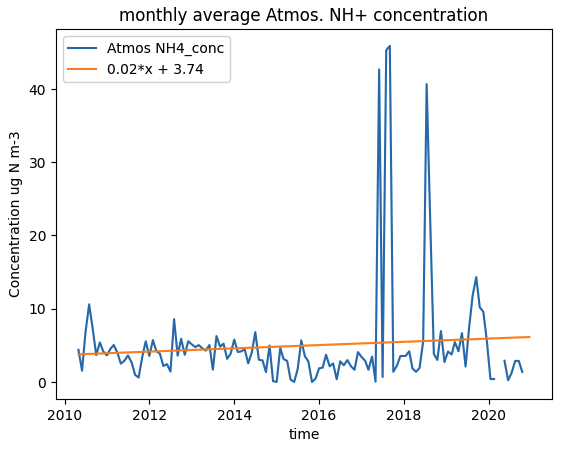 monthly average Atmos. NH+ concentration
Atmos NH4_conc
0.02*x + 3.74
Concentration ug N m-3
40
30
20
10
0
2010 2012 2014 2016 2018 2020
time